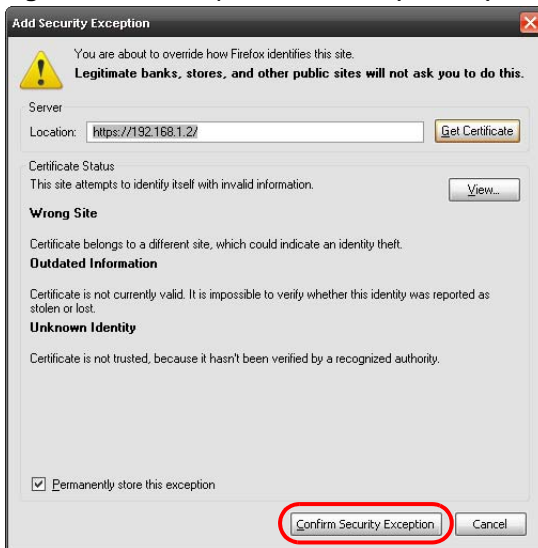 Add Security Exception
You are about to override how Firefox identifies this site.
Legitimate banks, stores, and other public sites will not ask you to do this.
Server
Location: https://192.168.1.2/ Get Certificate
Certificate Status
This site attempts to identify itself with invalid information. View...
Wrong Site
Certificate belongs to a different site, which could indicate an identity theft.
Outdated Information
Certificate is not currently valid. It is impossible to verify whether this identity was reported as
stolen or lost.
Unknown Identity
Certificate is not trusted, because it hasn't been verified by a recognized authority.
Permanently store this exception
Confirm Security Exception Cancel